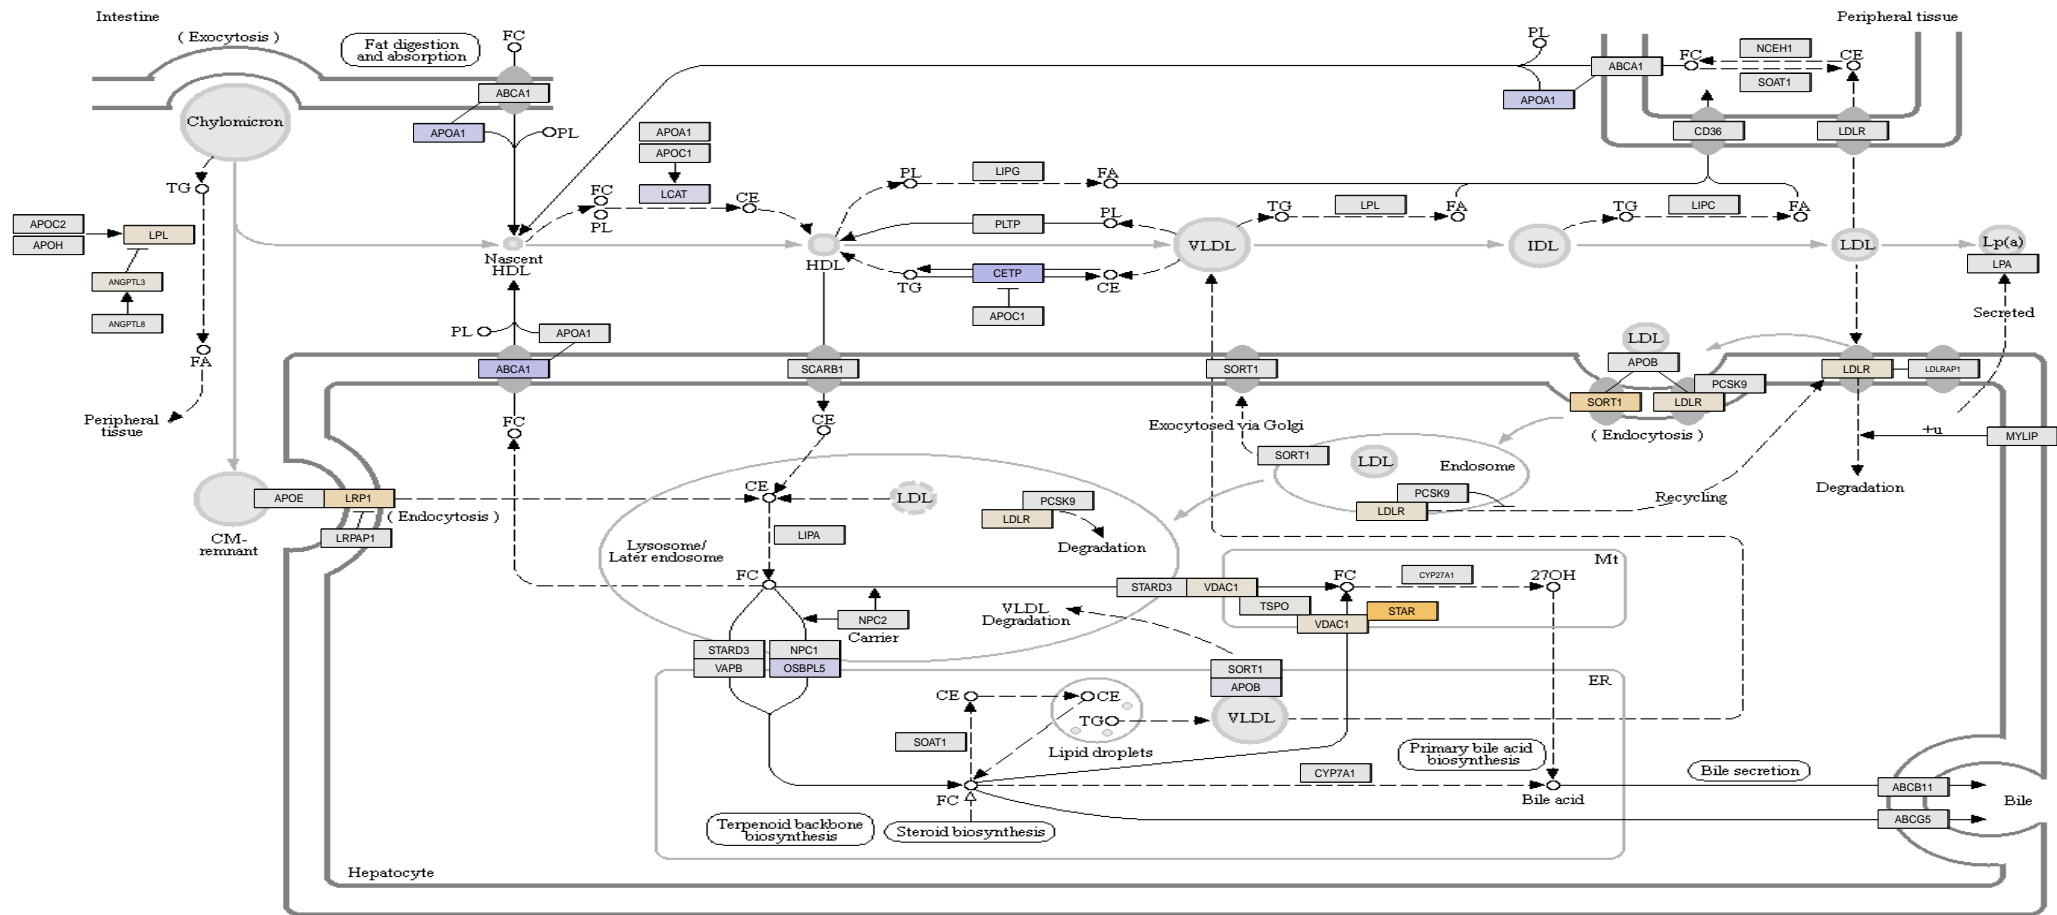 Intestine
( Exocytosis )
Fat digestion
and absorption
FC
PL
Peripheral tissue
NCEH1
FC
CE
ABCA1
SOAT1
ABCA1
APOA1
Chylomicron
APOA1
PL
APOA1
APOC1
CD36
LDLR
TG
LIPG
PL
FA
LCAT
FC
PL
CE
TG
LPL
FA
TG
LIPC
FA
APOC2
APOH
LPL
PLTP
PL
Nascent
HDL
HDL
VLDL
IDL
LDL
Lp(a)
LPA
ANGPTL3
ANGPTL8
TG
CETP
CE
APOC1
Secreted
PL
APOA1
FA
ABCA1
SCARB1
SORT1
LDL
APOB
PCSK9
SORT1
LDLR
LDLR
LDLRAP1
Peripheral
tissue
FC
CE
Exocytosed via Golgi
( Endocytosis )
+u
MYLIP
SORT1
LDL
Endosome
PCSK9
LDLR
Recycling
Degradation
APOE
LRP1
( Endocytosis )
LRPAP1
CM-
remnant
CE
LDL
PCSK9
LDLR
Degradation
LIPA
Lysosome/
Later endosome
FC
Mt
STARD3
VDAC1
FC
CYP27A1
27OH
TSPO
STAR
VDAC1
NPC2
Carrier
VLDL
Degradation
STARD3
VAPB
NPC1
OSBPL5
SORT1
APOB
ER
CE
CE
TG
VLDL
SOAT1
Lipid droplets
Primary bile acid
biosynthesis
CYP7A1
Bile secretion
FC
Bile acid
ABCB11
Bile
ABCG5
Terpenoid backbone
biosynthesis
Steroid biosynthesis
Hepatocyte